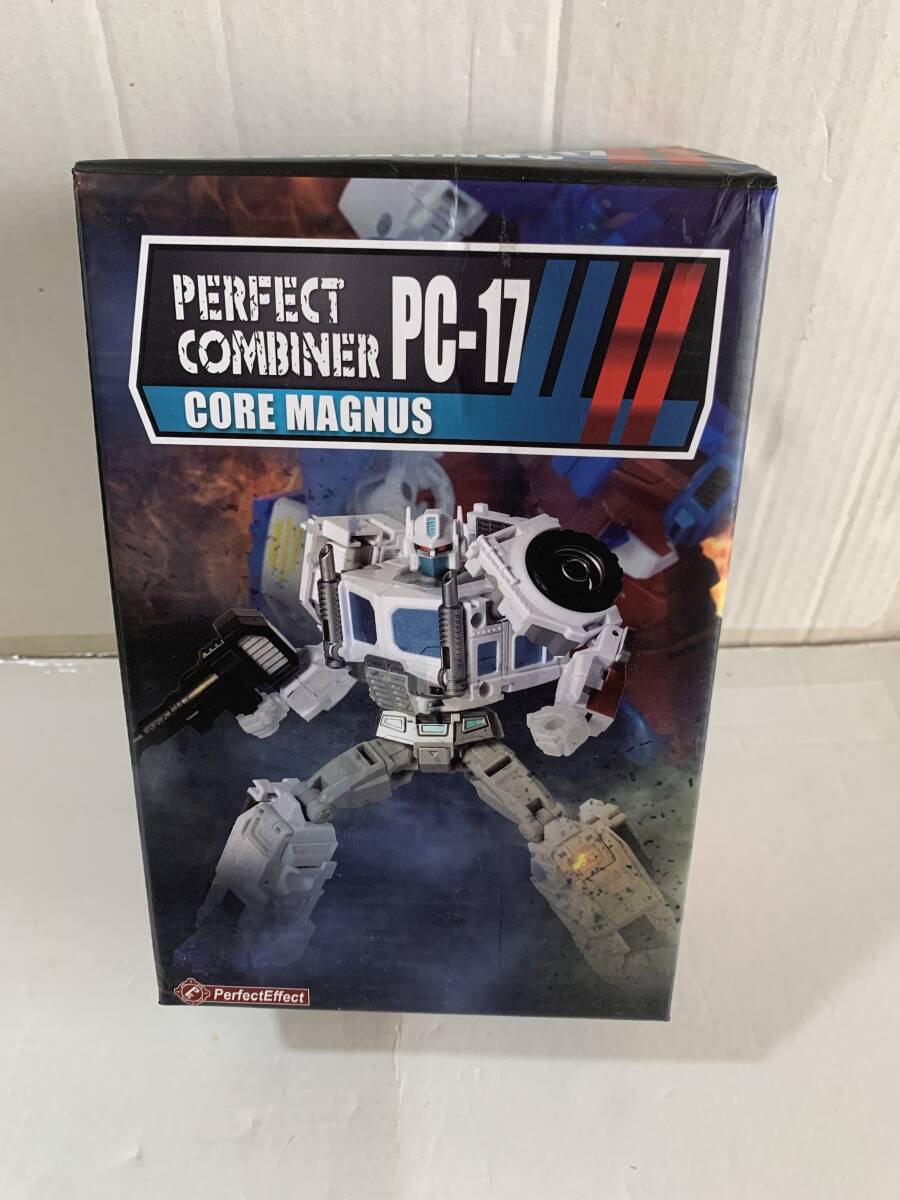 PERFECT
COMBINER
PC-17
CORE MAGNUS
PerfectEffect